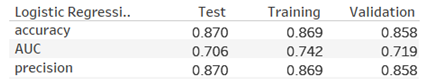 Logistic Regressi.. Test Training Validation
accuracy 0.870 0.869 0.858
AUC 0.706 0.742 0.719
precision 0.870 0.869 0.858